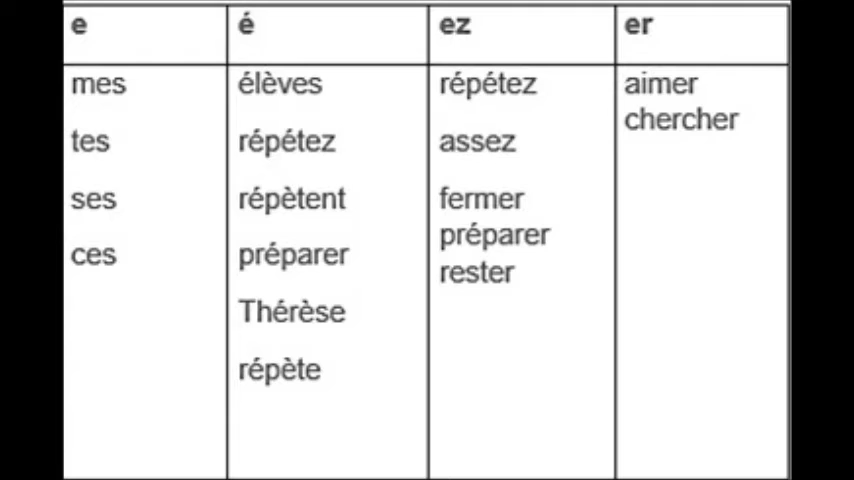 e é ez er
mes élèves répétez aimer
chercher
tes répétez assez
ses répètent fermer
préparer
ces préparer
rester
Thérèse
répète